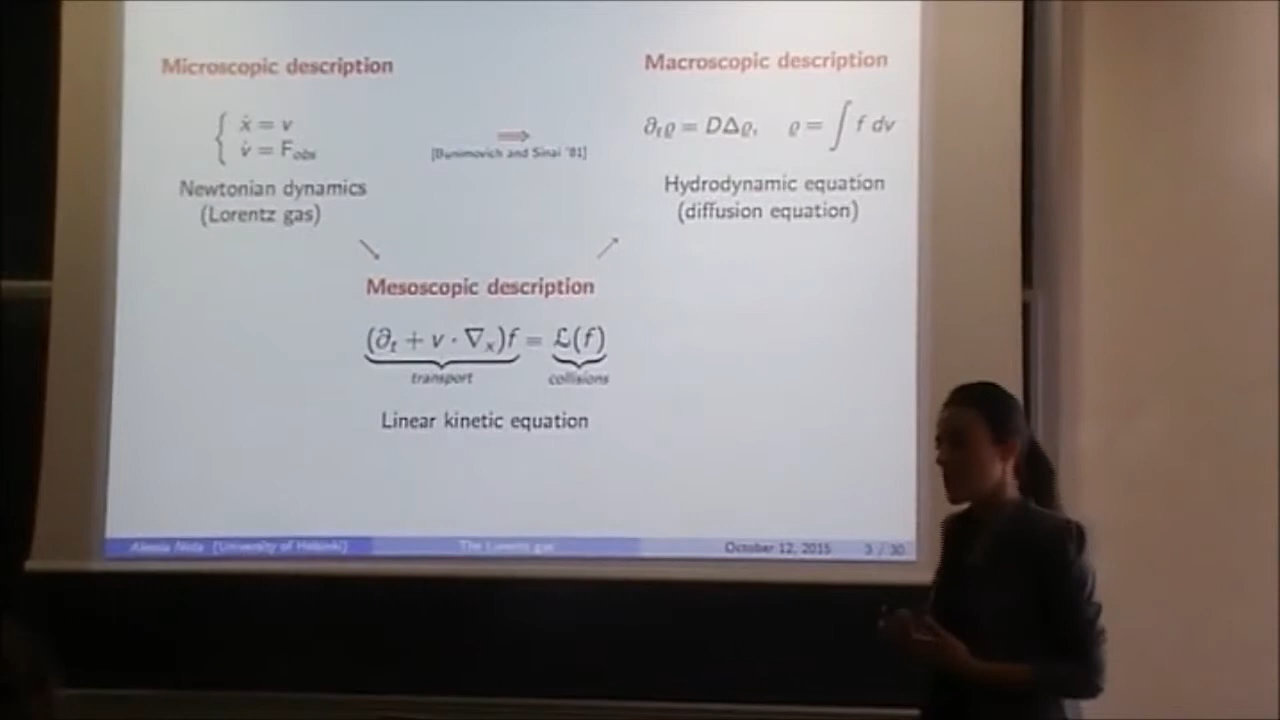 Microscopic description
ẋ = v
v̇ = F_obs
Newtonian dynamics
(Lorentz gas)
⟹
[Bunimovich and Sinai '81]
Macroscopic description
∂_t ϱ = DΔϱ, ϱ = ∫ f dv
Hydrodynamic equation
(diffusion equation)
Mesoscopic description
(∂_t + v · ∇_x)f = ℒ(f)
transport collisions
Linear kinetic equation
Alessia Nota (University of Helsinki) The Lorentz gas October 12, 2015 3 / 30